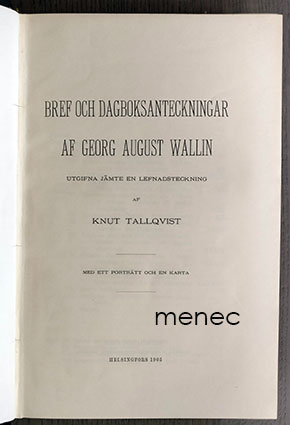 BREF OCH DAGBOKSANTECKNINGAR
AF GEORG AUGUST WALLIN
UTGIFNA JÄMTE EN LEFNADSTECKNING
AF
KNUT TALLQVIST
MED ETT PORTRÄTT OCH EN KARTA
menec
HELSINGFORS 1905